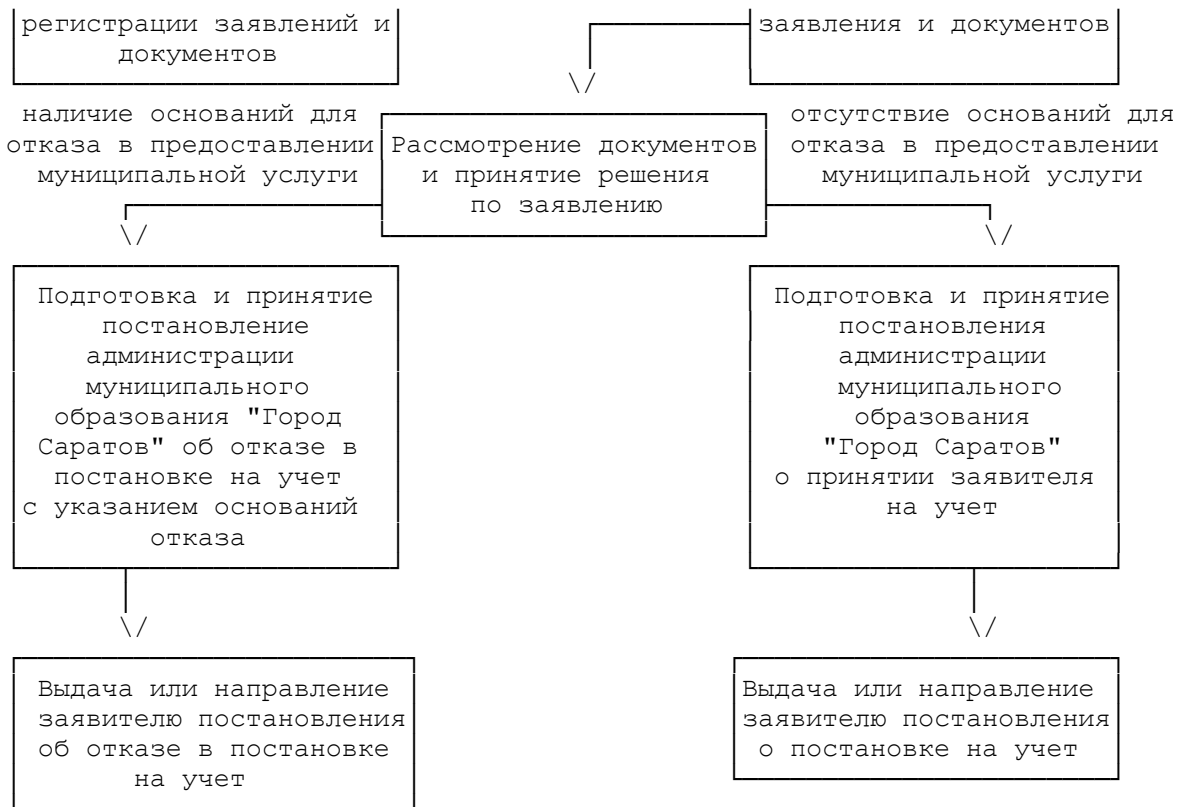 регистрации заявлений и
документов
заявления и документов
наличие оснований для
отказа в предоставлении
муниципальной услуги
Рассмотрение документов
и принятие решения
по заявлению
отсутствие оснований для
отказа в предоставлении
муниципальной услуги
Подготовка и принятие
постановление
администрации
муниципального
образования "Город
Саратов" об отказе в
постановке на учет
с указанием оснований
отказа
Подготовка и принятие
постановления
администрации
муниципального
образования
"Город Саратов"
о принятии заявителя
на учет
Выдача или направление
заявителю постановления
об отказе в постановке
на учет
Выдача или направление
заявителю постановления
о постановке на учет